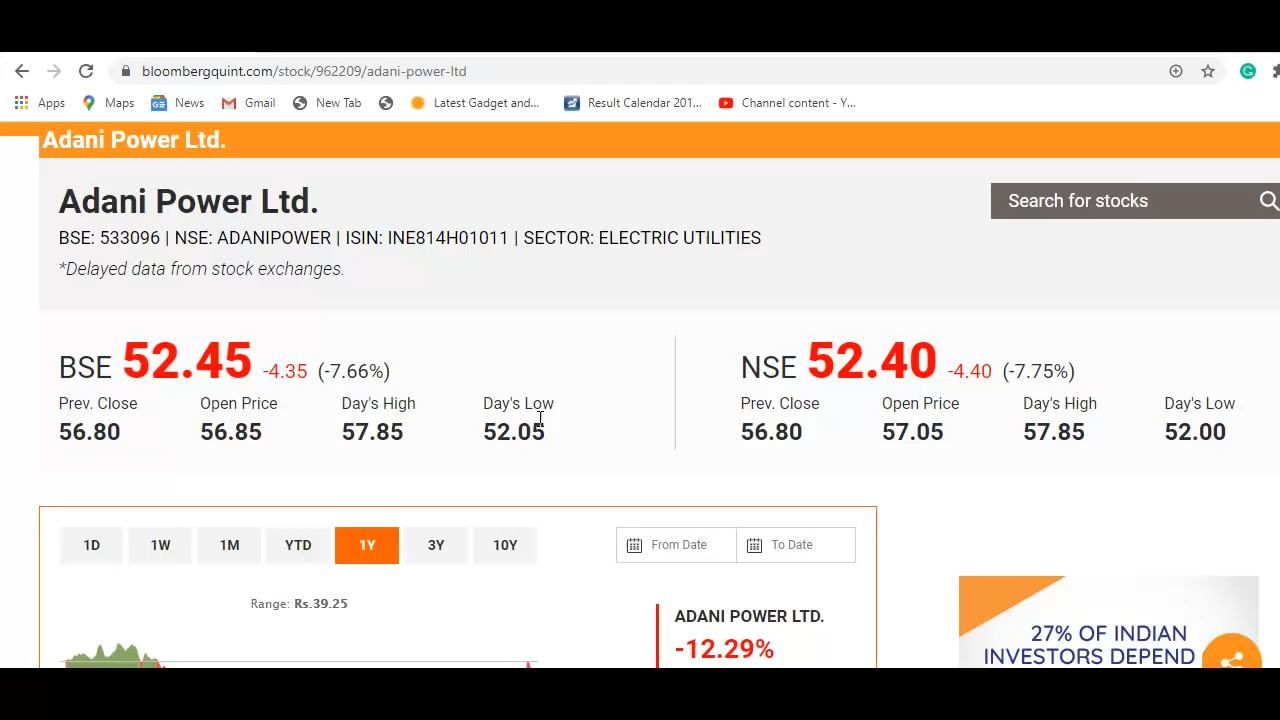 bloombergquint.com/stock/962209/adani-power-ltd
Apps Maps News Gmail New Tab Latest Gadget and... Result Calendar 201... Channel content - Y...
Adani Power Ltd.
Adani Power Ltd.
Search for stocks
BSE: 533096 | NSE: ADANIPOWER | ISIN: INE814H01011 | SECTOR: ELECTRIC UTILITIES
*Delayed data from stock exchanges.
BSE 52.45 -4.35 (-7.66%)
Prev. Close Open Price Day's High Day's Low
56.80 56.85 57.85 52.05
NSE 52.40 -4.40 (-7.75%)
Prev. Close Open Price Day's High Day's Low
56.80 57.05 57.85 52.00
1D 1W 1M YTD 1Y 3Y 10Y
From Date To Date
Range: Rs.39.25
ADANI POWER LTD.
-12.29%
27% OF INDIAN
INVESTORS DEPEND